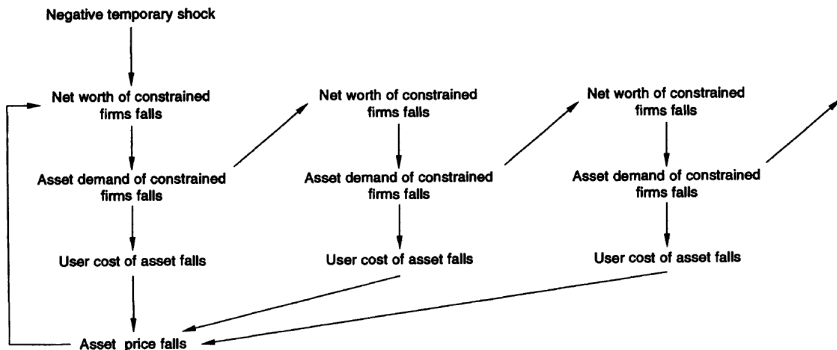 Negative temporary shock
Net worth of constrained
firms falls
Asset demand of constrained
firms falls
User cost of asset falls
Asset price falls
Net worth of constrained
firms falls
Asset demand of constrained
firms falls
User cost of asset falls
Net worth of constrained
firms falls
Asset demand of constrained
firms falls
User cost of asset falls